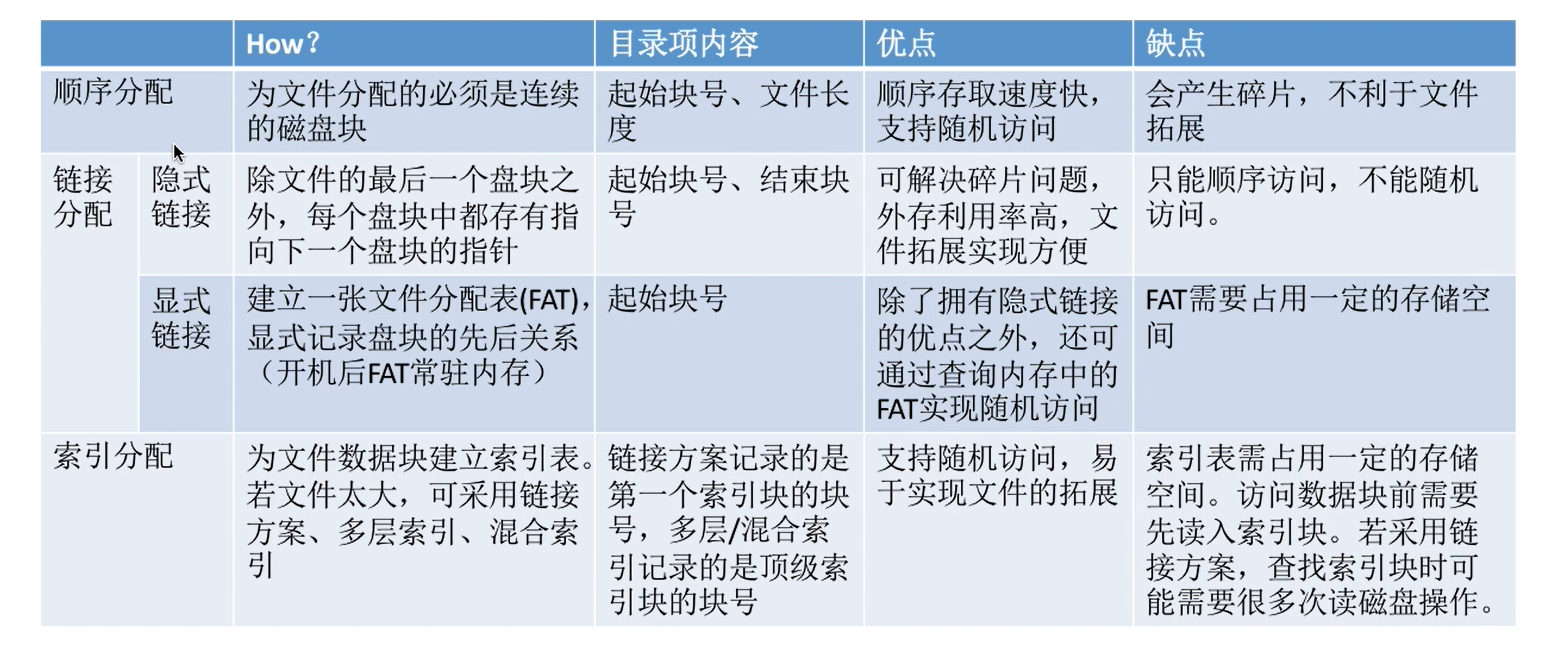 How？
目录项内容
优点
缺点
顺序分配
为文件分配的必须是连续
的磁盘块
起始块号、文件长
度
顺序存取速度快，
支持随机访问
会产生碎片，不利于文件
拓展
链接
分配
隐式
链接
除文件的最后一个盘块之
外，每个盘块中都存有指
向下一个盘块的指针
起始块号、结束块
号
可解决碎片问题，
外存利用率高，文
件拓展实现方便
只能顺序访问，不能随机
访问。
显式
链接
建立一张文件分配表(FAT)，
显式记录盘块的先后关系
（开机后FAT常驻内存）
起始块号
除了拥有隐式链接
的优点之外，还可
通过查询内存中的
FAT实现随机访问
FAT需要占用一定的存储空
间
索引分配
为文件数据块建立索引表。
若文件太大，可采用链接
方案、多层索引、混合索
引
链接方案记录的是
第一个索引块的块
号，多层/混合索
引记录的是顶级索
引块的块号
支持随机访问，易
于实现文件的拓展
索引表需占用一定的存储
空间。访问数据块前需要
先读入索引块。若采用链
接方案，查找索引块时可
能需要很多次读磁盘操作。